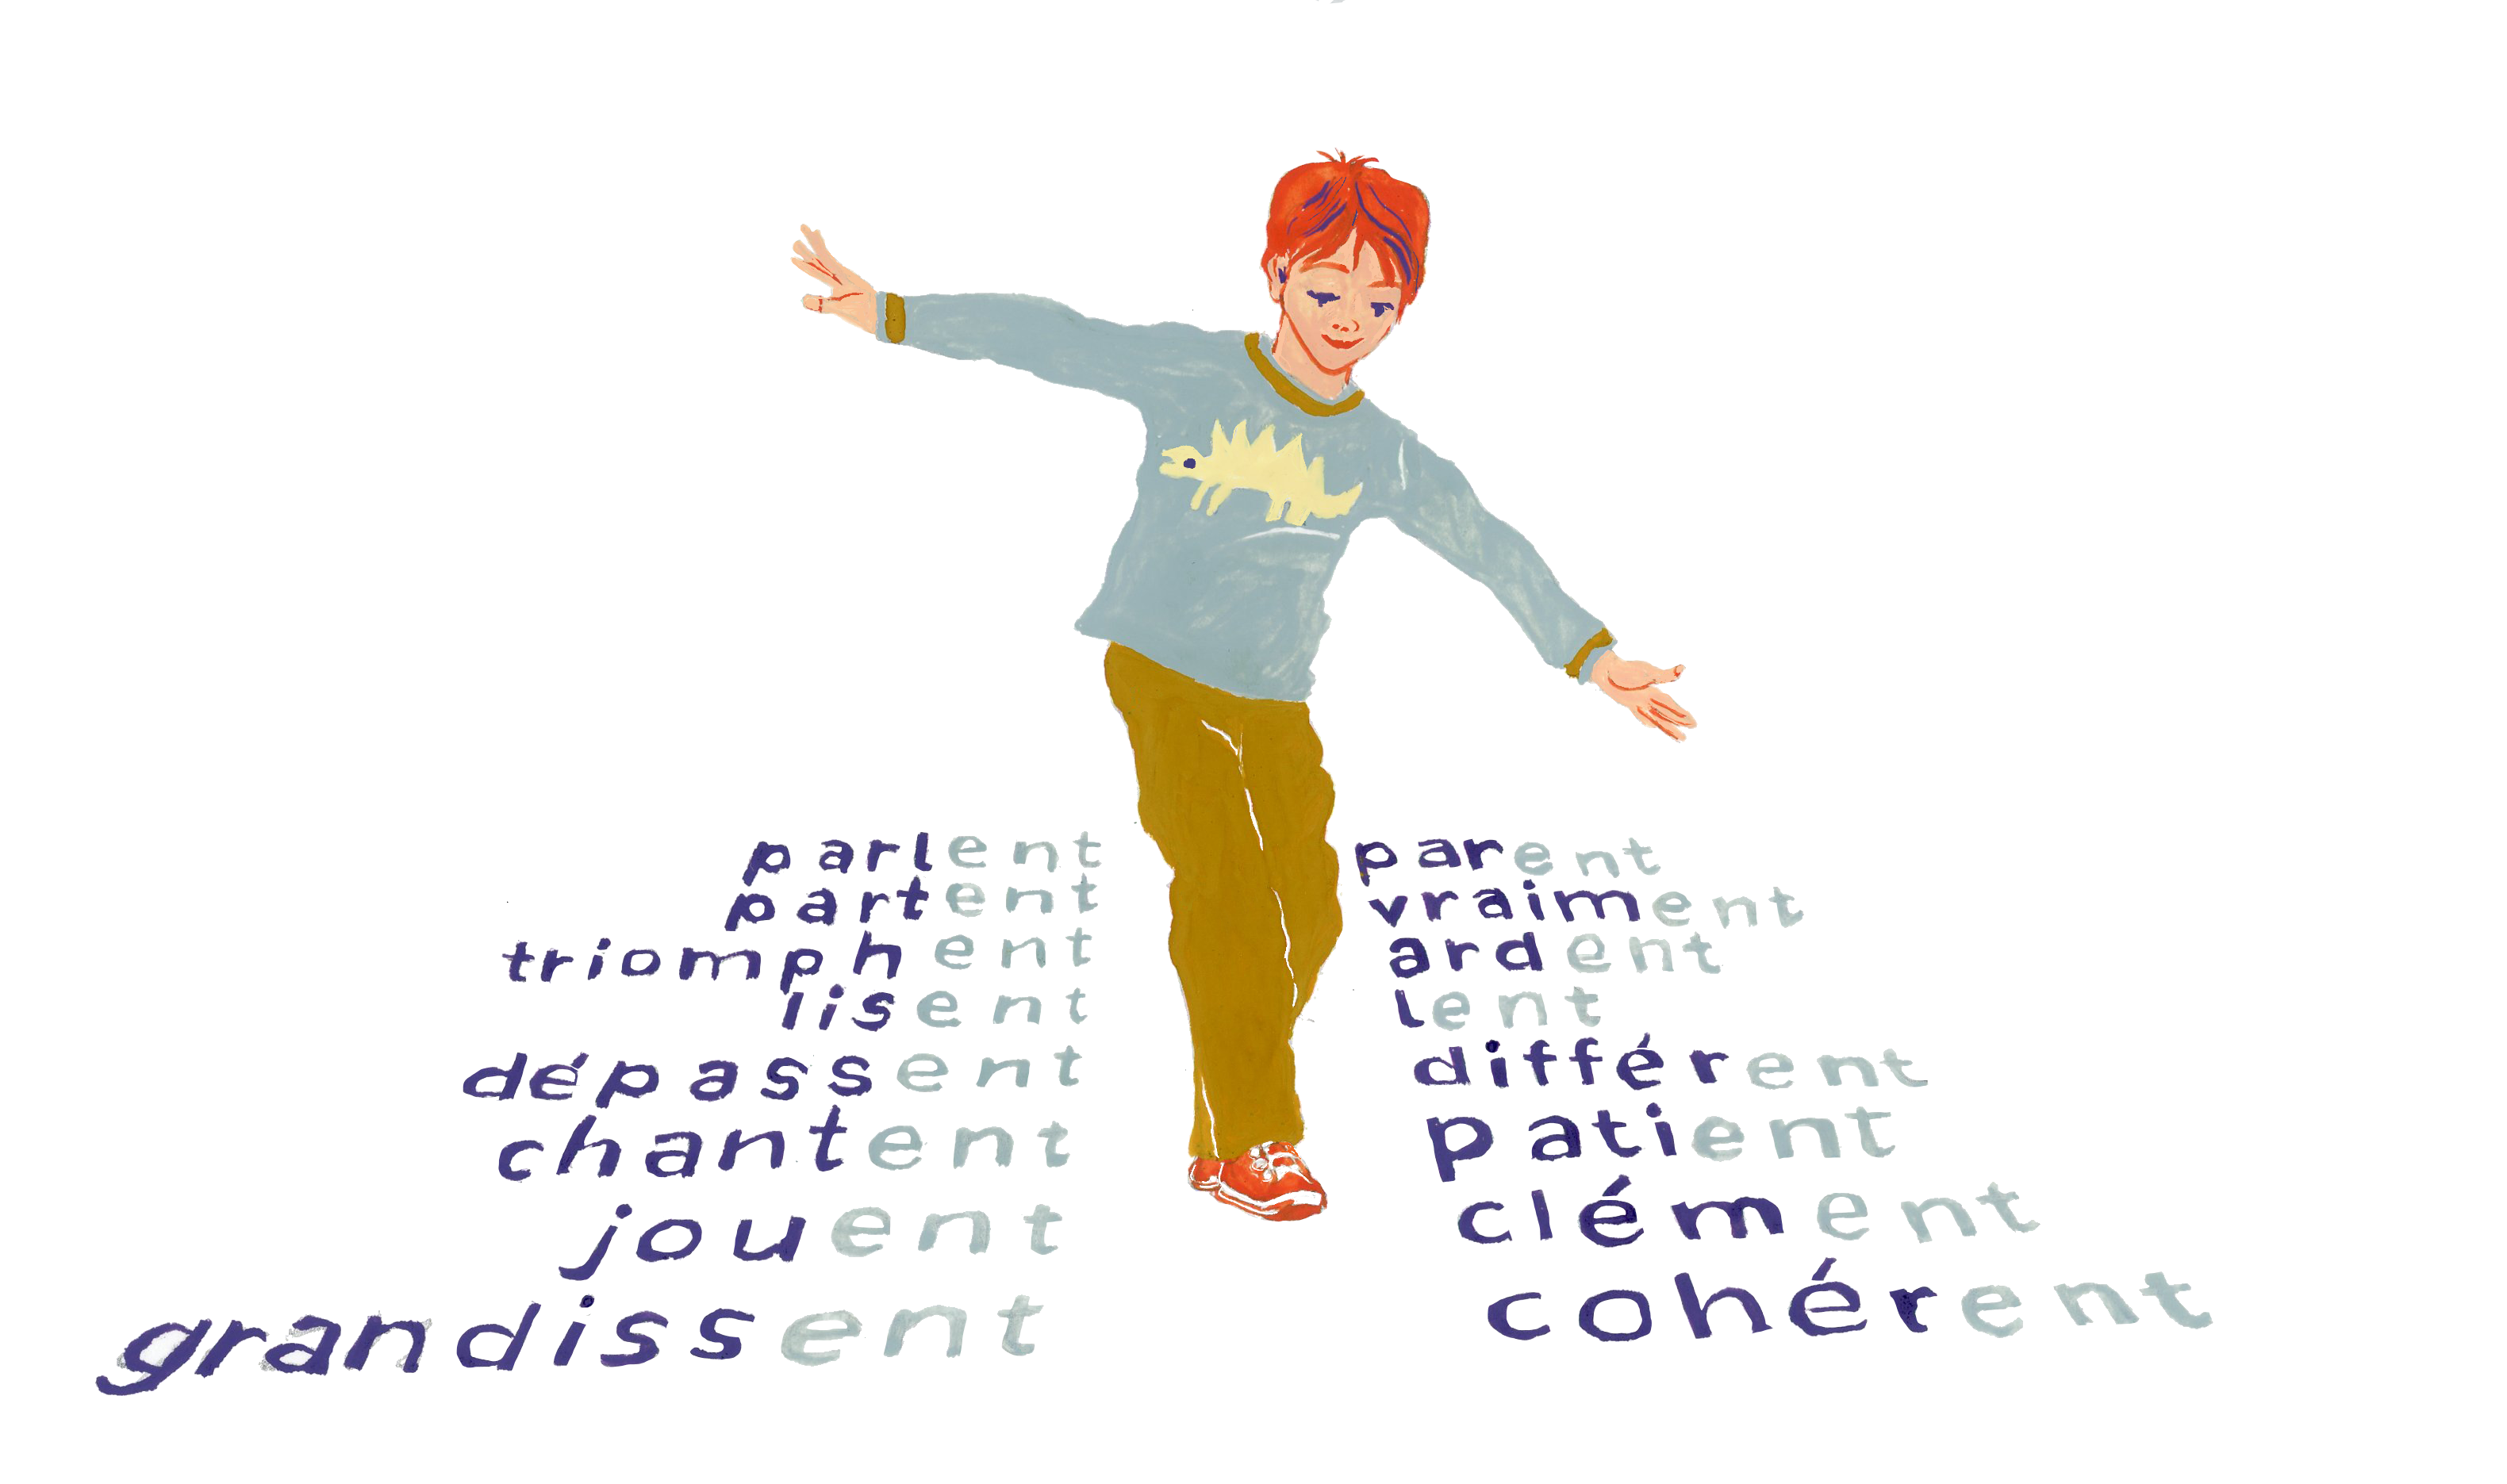 parlent
partent
triomphent
lisent
dépassent
chantent
jouent
grandissent
parent
vraiment
ardent
lent
différent
patient
clément
cohérent